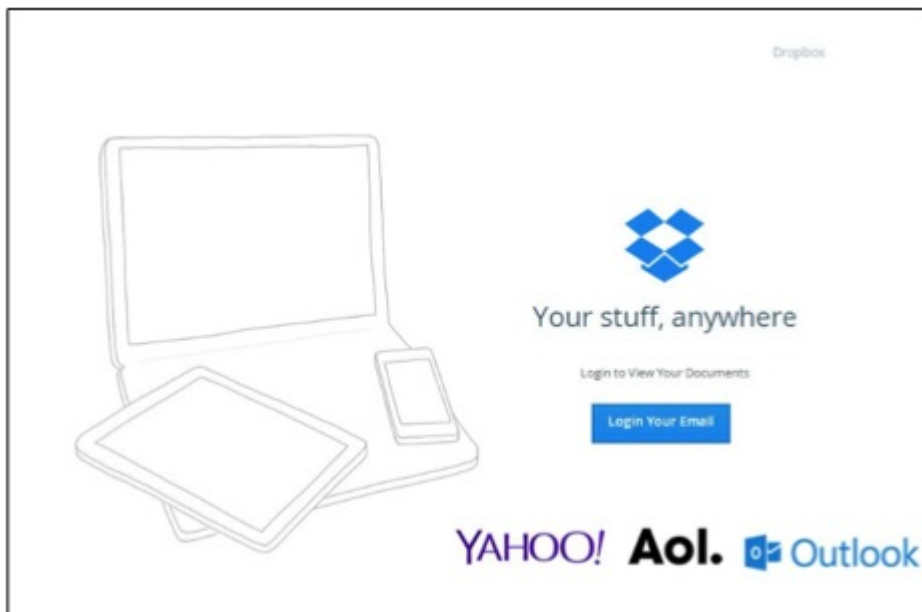 Dropbox
Your stuff, anywhere
Login to View Your Documents
Login Your Email
YAHOO! Aol. Outlook